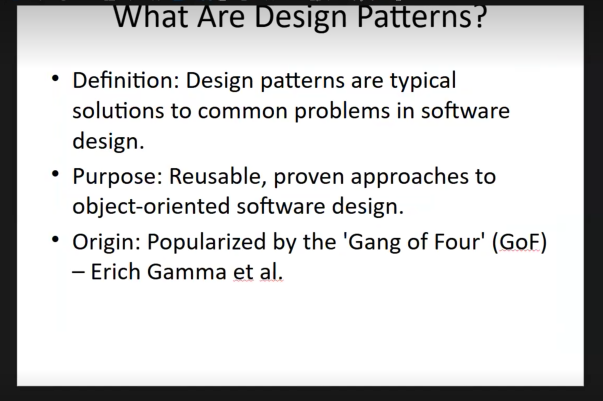 What Are Design Patterns?
• Definition: Design patterns are typical
solutions to common problems in software
design.
• Purpose: Reusable, proven approaches to
object-oriented software design.
• Origin: Popularized by the 'Gang of Four' (GoF)
– Erich Gamma et al.